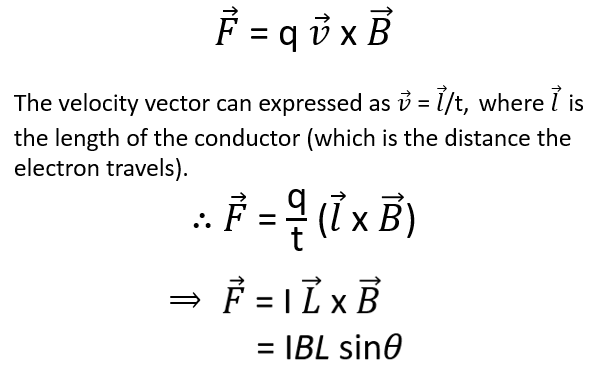 F⃗ = q v⃗ x B⃗
The velocity vector can expressed as v⃗ = l⃗/t, where l⃗ is
the length of the conductor (which is the distance the
electron travels).
∴ F⃗ = q/t (l⃗ x B⃗)
⟹ F⃗ = I L⃗ x B⃗
= IBL sinθ